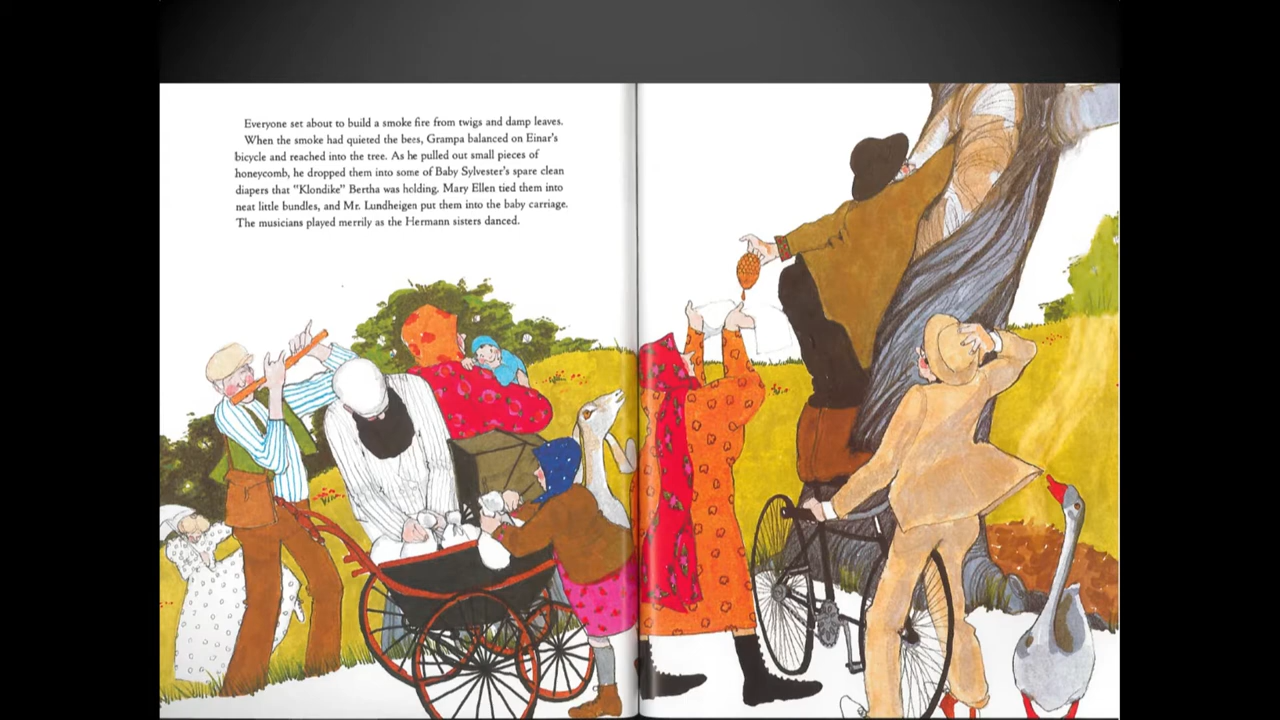 Everyone set about to build a smoke fire from twigs and damp leaves.
When the smoke had quieted the bees, Grampa balanced on Einar's
bicycle and reached into the tree. As he pulled out small pieces of
honeycomb, he dropped them into some of Baby Sylvester's spare clean
diapers that "Klondike" Bertha was holding. Mary Ellen tied them into
neat little bundles, and Mr. Lundheigen put them into the baby carriage.
The musicians played merrily as the Hermann sisters danced.